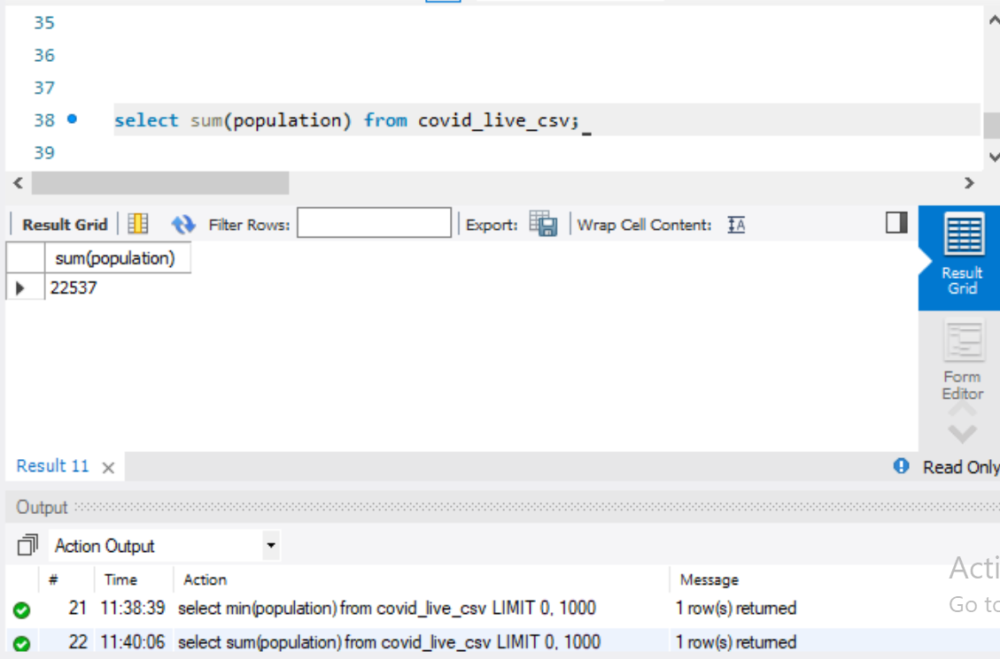 35
36
37
38 select sum(population) from covid_live_csv;
39
Result Grid Filter Rows: Export: Wrap Cell Content: IA
sum(population)
22537
Result
Grid
Form
Editor
Result 11 × Read Only
Output
Action Output
# Time Action Message
21 11:38:39 select min(population) from covid_live_csv LIMIT 0, 1000 1 row(s) returned
22 11:40:06 select sum(population) from covid_live_csv LIMIT 0, 1000 1 row(s) returned
Acti
Go to